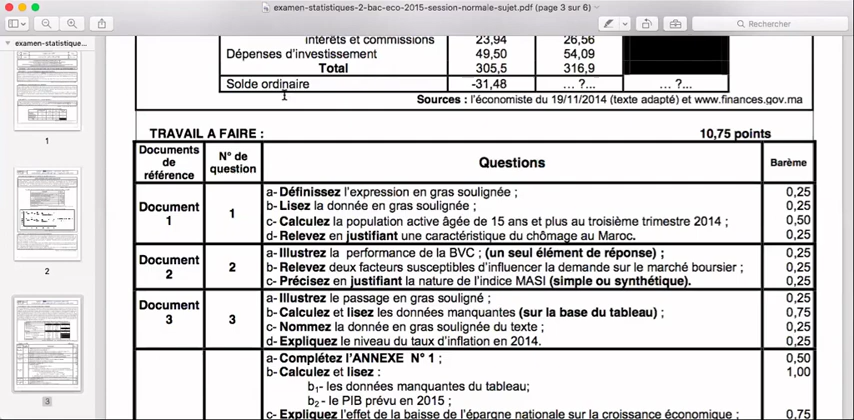 examen-statistiques-2-bac-eco-2015-session-normale-sujet.pdf (page 3 sur 6)
Rechercher
examen-statistique...
1
2
3
intérêts et commissions 23,94 26,56
Dépenses d'investissement 49,50 54,09
Total 305,5 316,9
Solde ordinaire -31,48 ... ?... ... ?...
Sources : l'économiste du 19/11/2014 (texte adapté) et www.finances.gov.ma
TRAVAIL A FAIRE : 10,75 points
Documents de référence N° de question Questions Barème
Document 1 1
a- Définissez l'expression en gras soulignée ; 0,25
b- Lisez la donnée en gras soulignée ; 0,25
c- Calculez la population active âgée de 15 ans et plus au troisième trimestre 2014 ; 0,50
d- Relevez en justifiant une caractéristique du chômage au Maroc. 0,25
Document 2 2
a- Illustrez la performance de la BVC ; (un seul élément de réponse) ; 0,25
b- Relevez deux facteurs susceptibles d'influencer la demande sur le marché boursier ; 0,25
c- Précisez en justifiant la nature de l'indice MASI (simple ou synthétique). 0,25
Document 3 3
a- Illustrez le passage en gras souligné ; 0,25
b- Calculez et lisez les données manquantes (sur la base du tableau) ; 0,75
c- Nommez la donnée en gras soulignée du texte ; 0,25
d- Expliquez le niveau du taux d'inflation en 2014. 0,25
a- Complétez l'ANNEXE N° 1 ; 0,50
b- Calculez et lisez : 1,00
b1- les données manquantes du tableau;
b2- le PIB prévu en 2015 ;
c- Expliquez l'effet de la baisse de l'épargne nationale sur la croissance économique ; 0,75